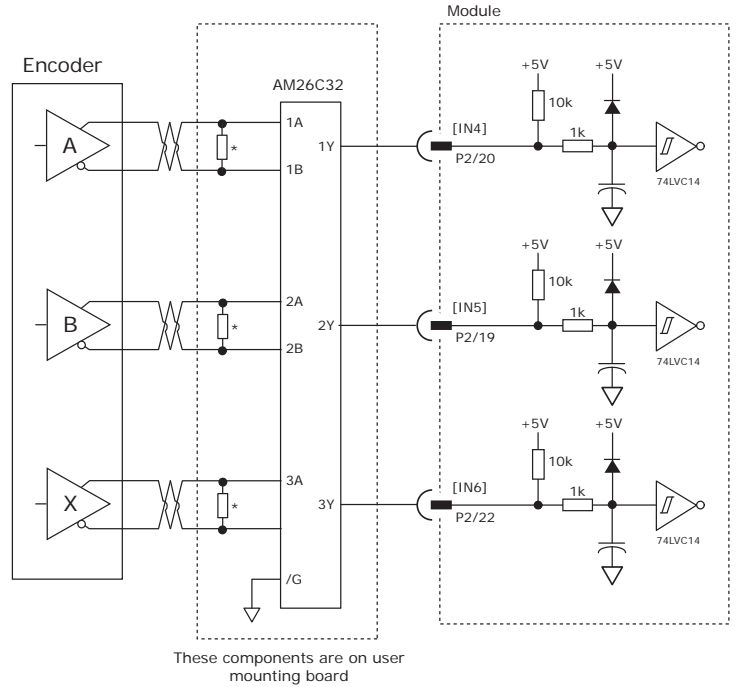 Module
Encoder
AM26C32
A
*
1A
1B
1Y
[IN4]
P2/20
+5V
10k
1k
+5V
74LVC14
B
*
2A
2B
2Y
[IN5]
P2/19
+5V
10k
1k
+5V
74LVC14
X
*
3A
3Y
[IN6]
P2/22
+5V
10k
1k
+5V
74LVC14
/G
These components are on user
mounting board